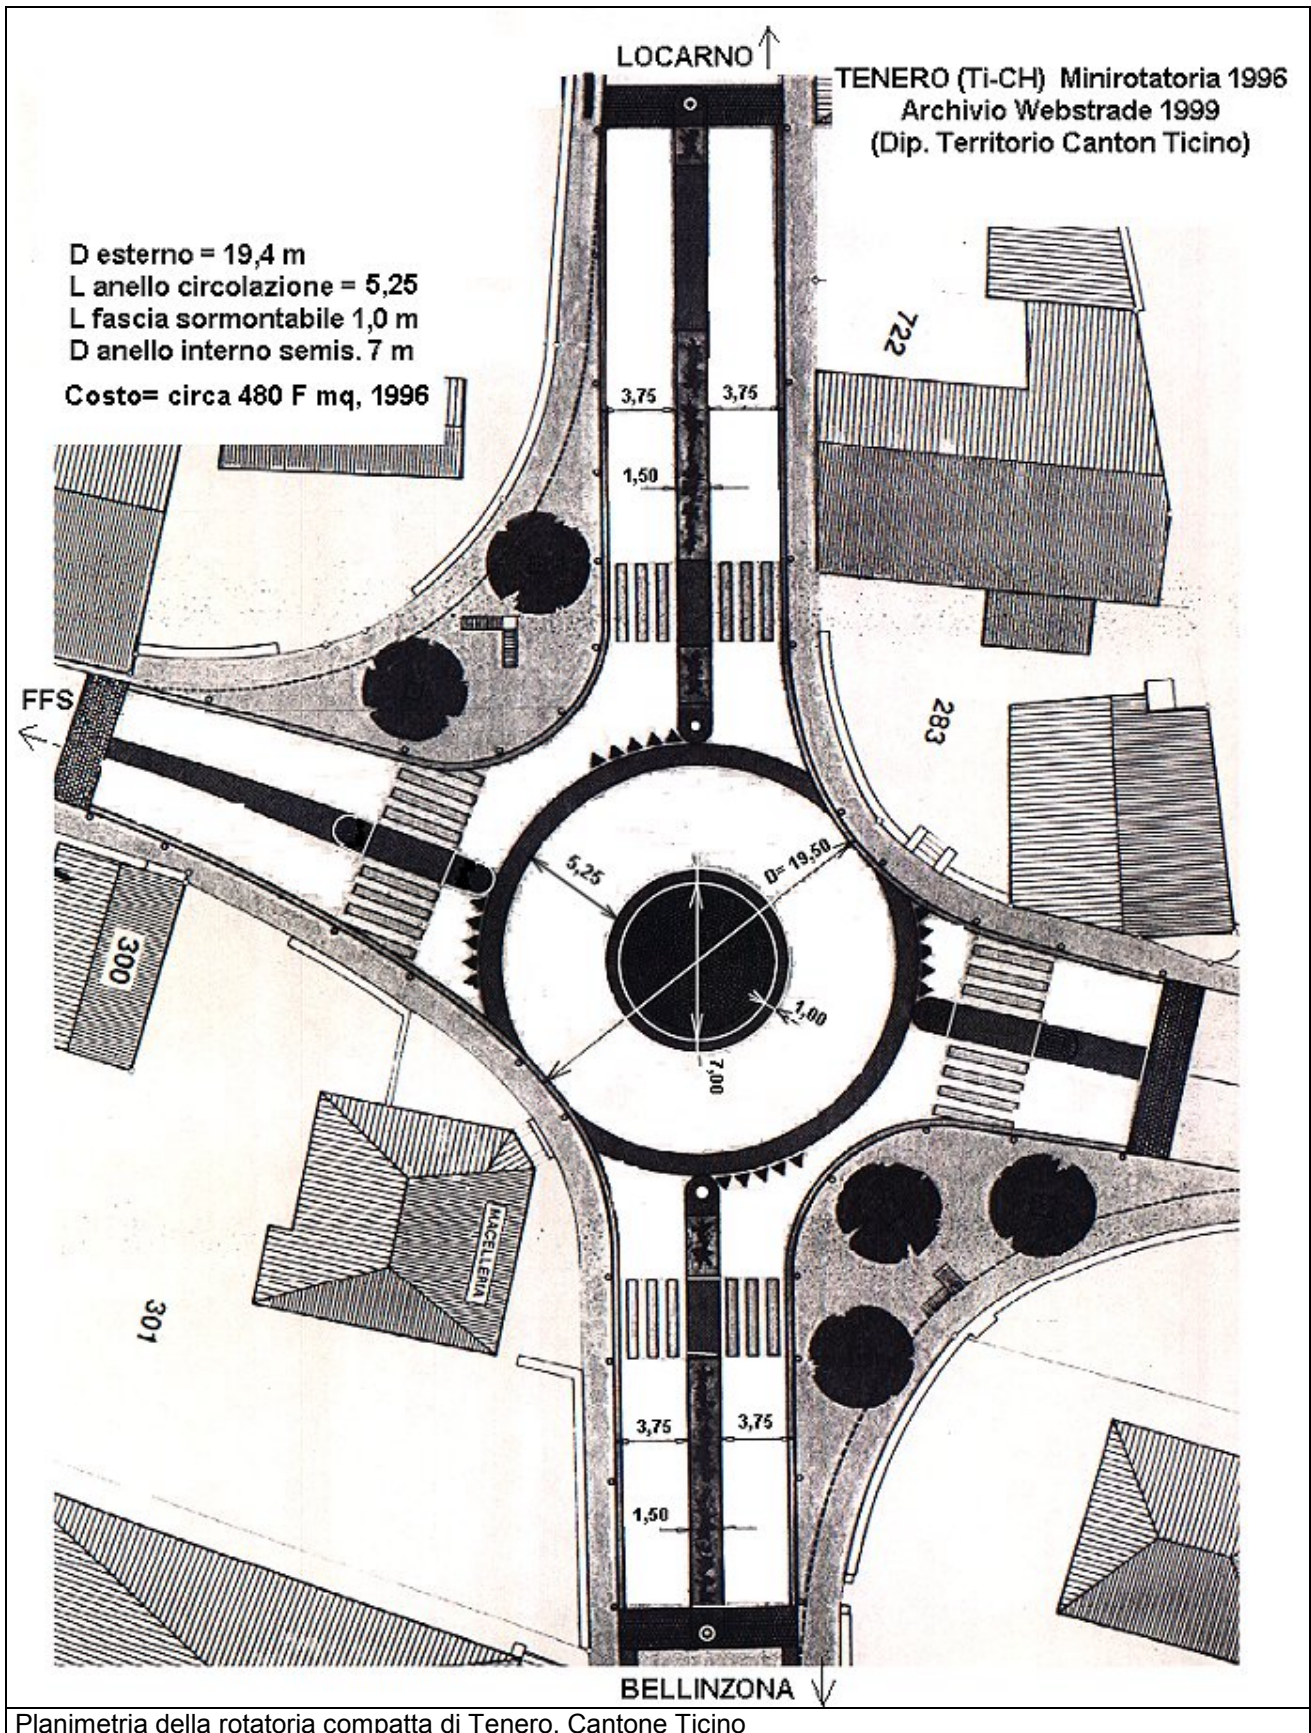 LOCARNO
TENERO (Ti-CH) Minirotatoria 1996
Archivio Webstrade 1999
(Dip. Territorio Canton Ticino)
D esterno = 19,4 m
L anello circolazione = 5,25
L fascia sormontabile 1,0 m
D anello interno semis. 7 m
Costo= circa 480 F mq, 1996
722
3,75
3,75
1,50
FFS
283
5,25
D= 19,50
300
1,00
7,00
MACELLERIA
301
3,75
3,75
1,50
BELLINZONA
Planimetria della rotatoria compatta di Tenero. Cantone Ticino